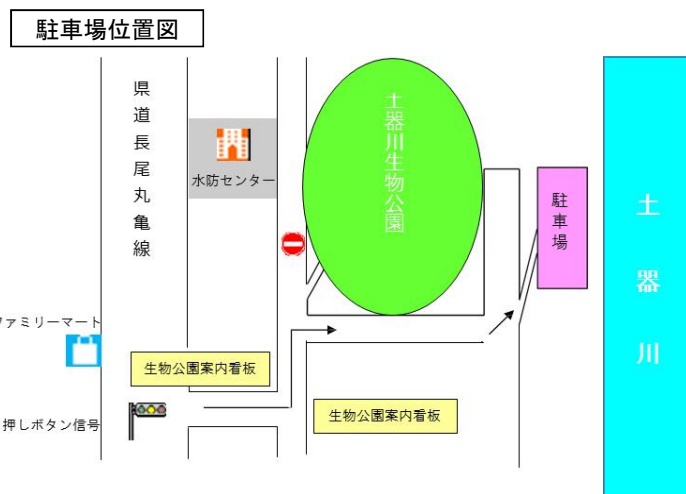 駐車場位置図
県道長尾丸亀線
水防センター
土器川生物公園
駐車場
土器川
ファミリーマート
生物公園案内看板
押しボタン信号
生物公園案内看板